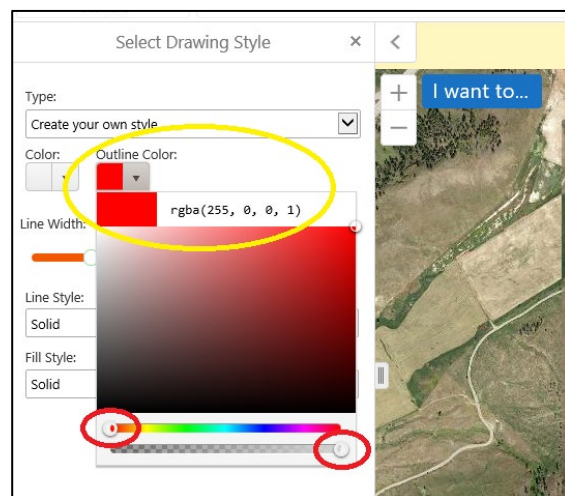 Select Drawing Style × <
Type:
Create your own style
+ I want to...
−
Color: Outline Color:
rgba(255, 0, 0, 1)
Line Width:
Line Style:
Solid
Fill Style:
Solid